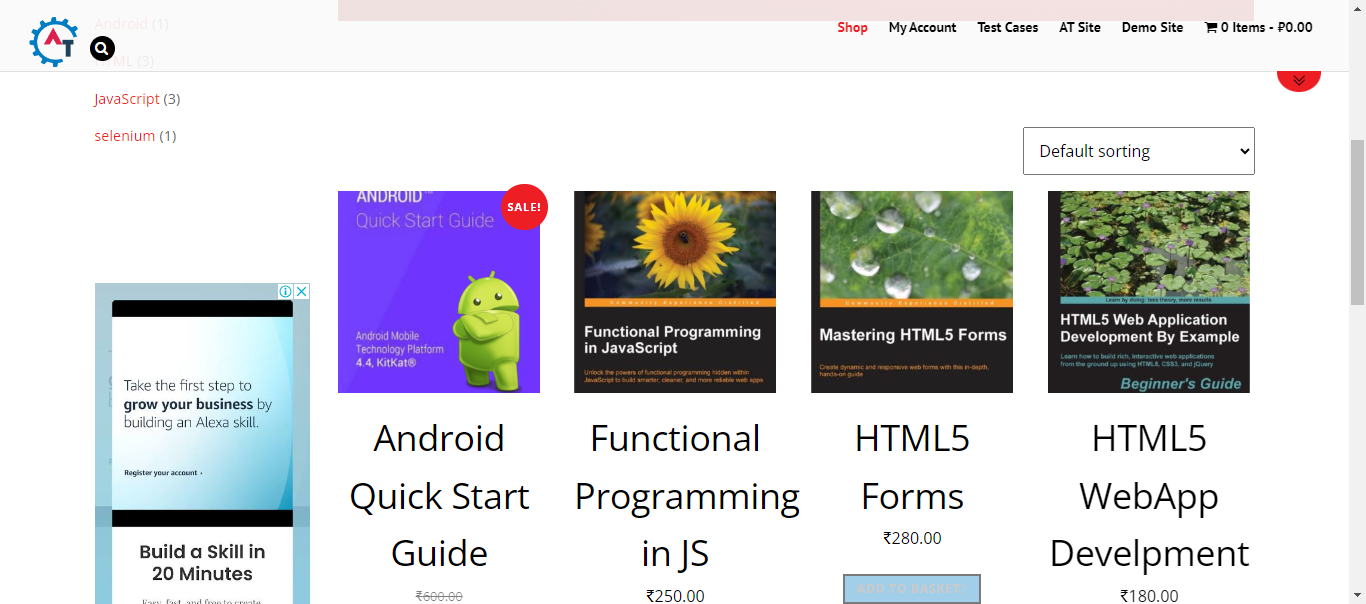 Android (1)
AT
Shop
My Account
Test Cases
AT Site
Demo Site
0 Items - ₽0.00
HTML (3)
JavaScript (3)
selenium (1)
Default sorting
ANDROID
Quick Start Guide
SALE!
Android Mobile
Technology Platform
4.4, KitKat®
Community Experience Distilled
Functional Programming
in JavaScript
Unlock the powers of functional programming hidden within
JavaScript to build smarter, cleaner, and more reliable web apps
Community Experience Distilled
Mastering HTML5 Forms
Create dynamic and responsive web forms with this in-depth,
hands-on guide
Learn by doing: less theory, more results
HTML5 Web Application
Development By Example
Learn how to build rich, interactive web applications
from the ground up using HTML5, CSS3, and jQuery
Beginner's Guide
Take the first step to
grow your business by
building an Alexa skill.
Register your account ›
Build a Skill in
20 Minutes
Easy, fast, and free to create
Android
Quick Start
Guide
₹600.00
Functional
Programming
in JS
₹250.00
HTML5
Forms
₹280.00
ADD TO BASKET
HTML5
WebApp
Develpment
₹180.00